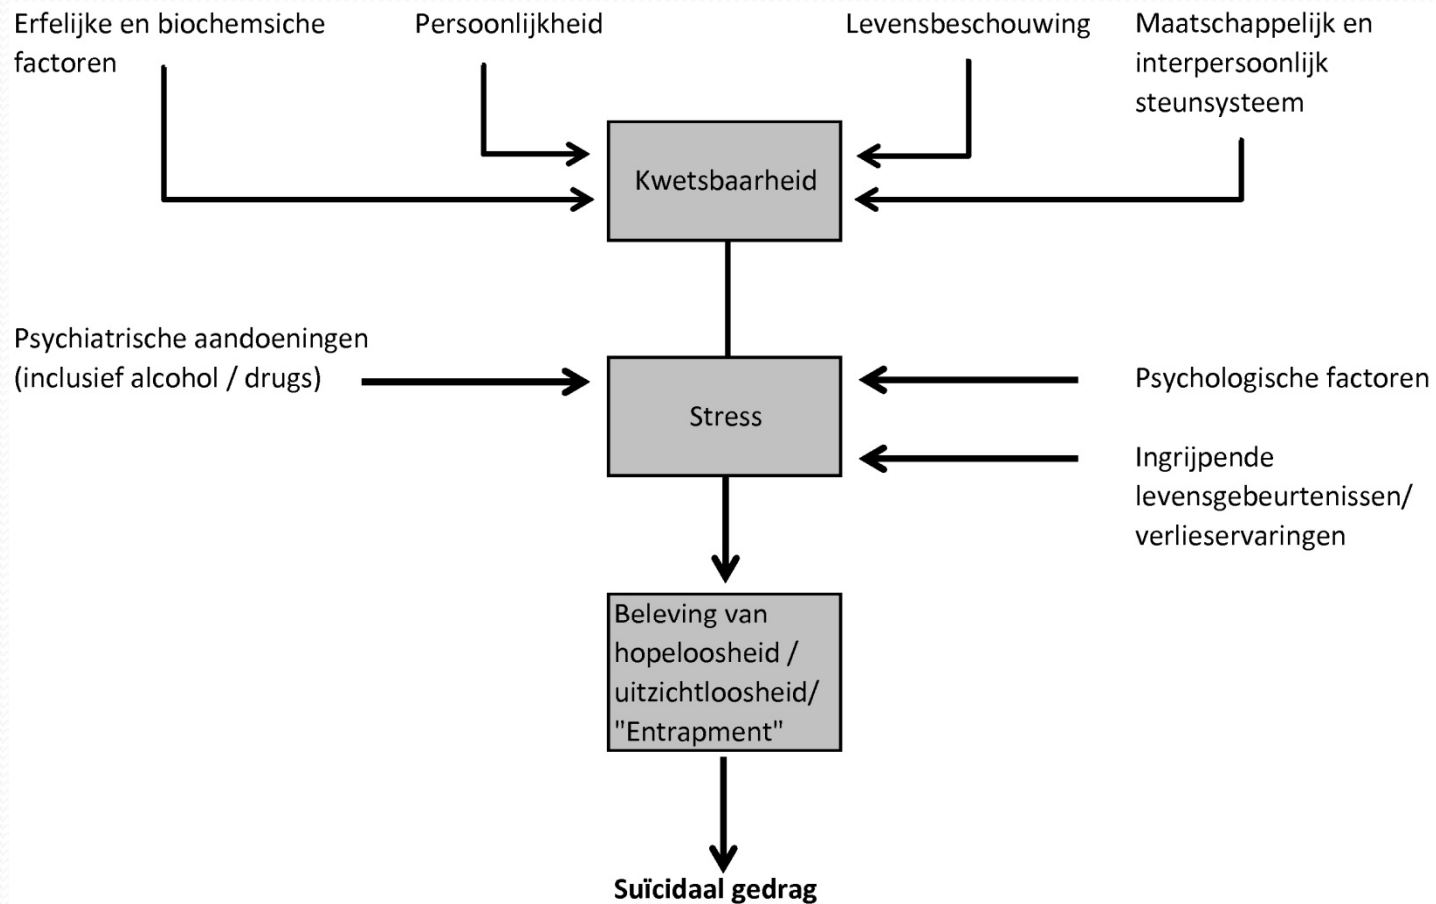 Erfelijke en biochemsiche
factoren
Persoonlijkheid
Levensbeschouwing
Maatschappelijk en
interpersoonlijk
steunsysteem
Kwetsbaarheid
Psychiatrische aandoeningen
(inclusief alcohol / drugs)
Stress
Psychologische factoren
Ingrijpende
levensgebeurtenissen/
verlieservaringen
Beleving van
hopeloosheid /
uitzichtloosheid/
"Entrapment"
Suïcidaal gedrag